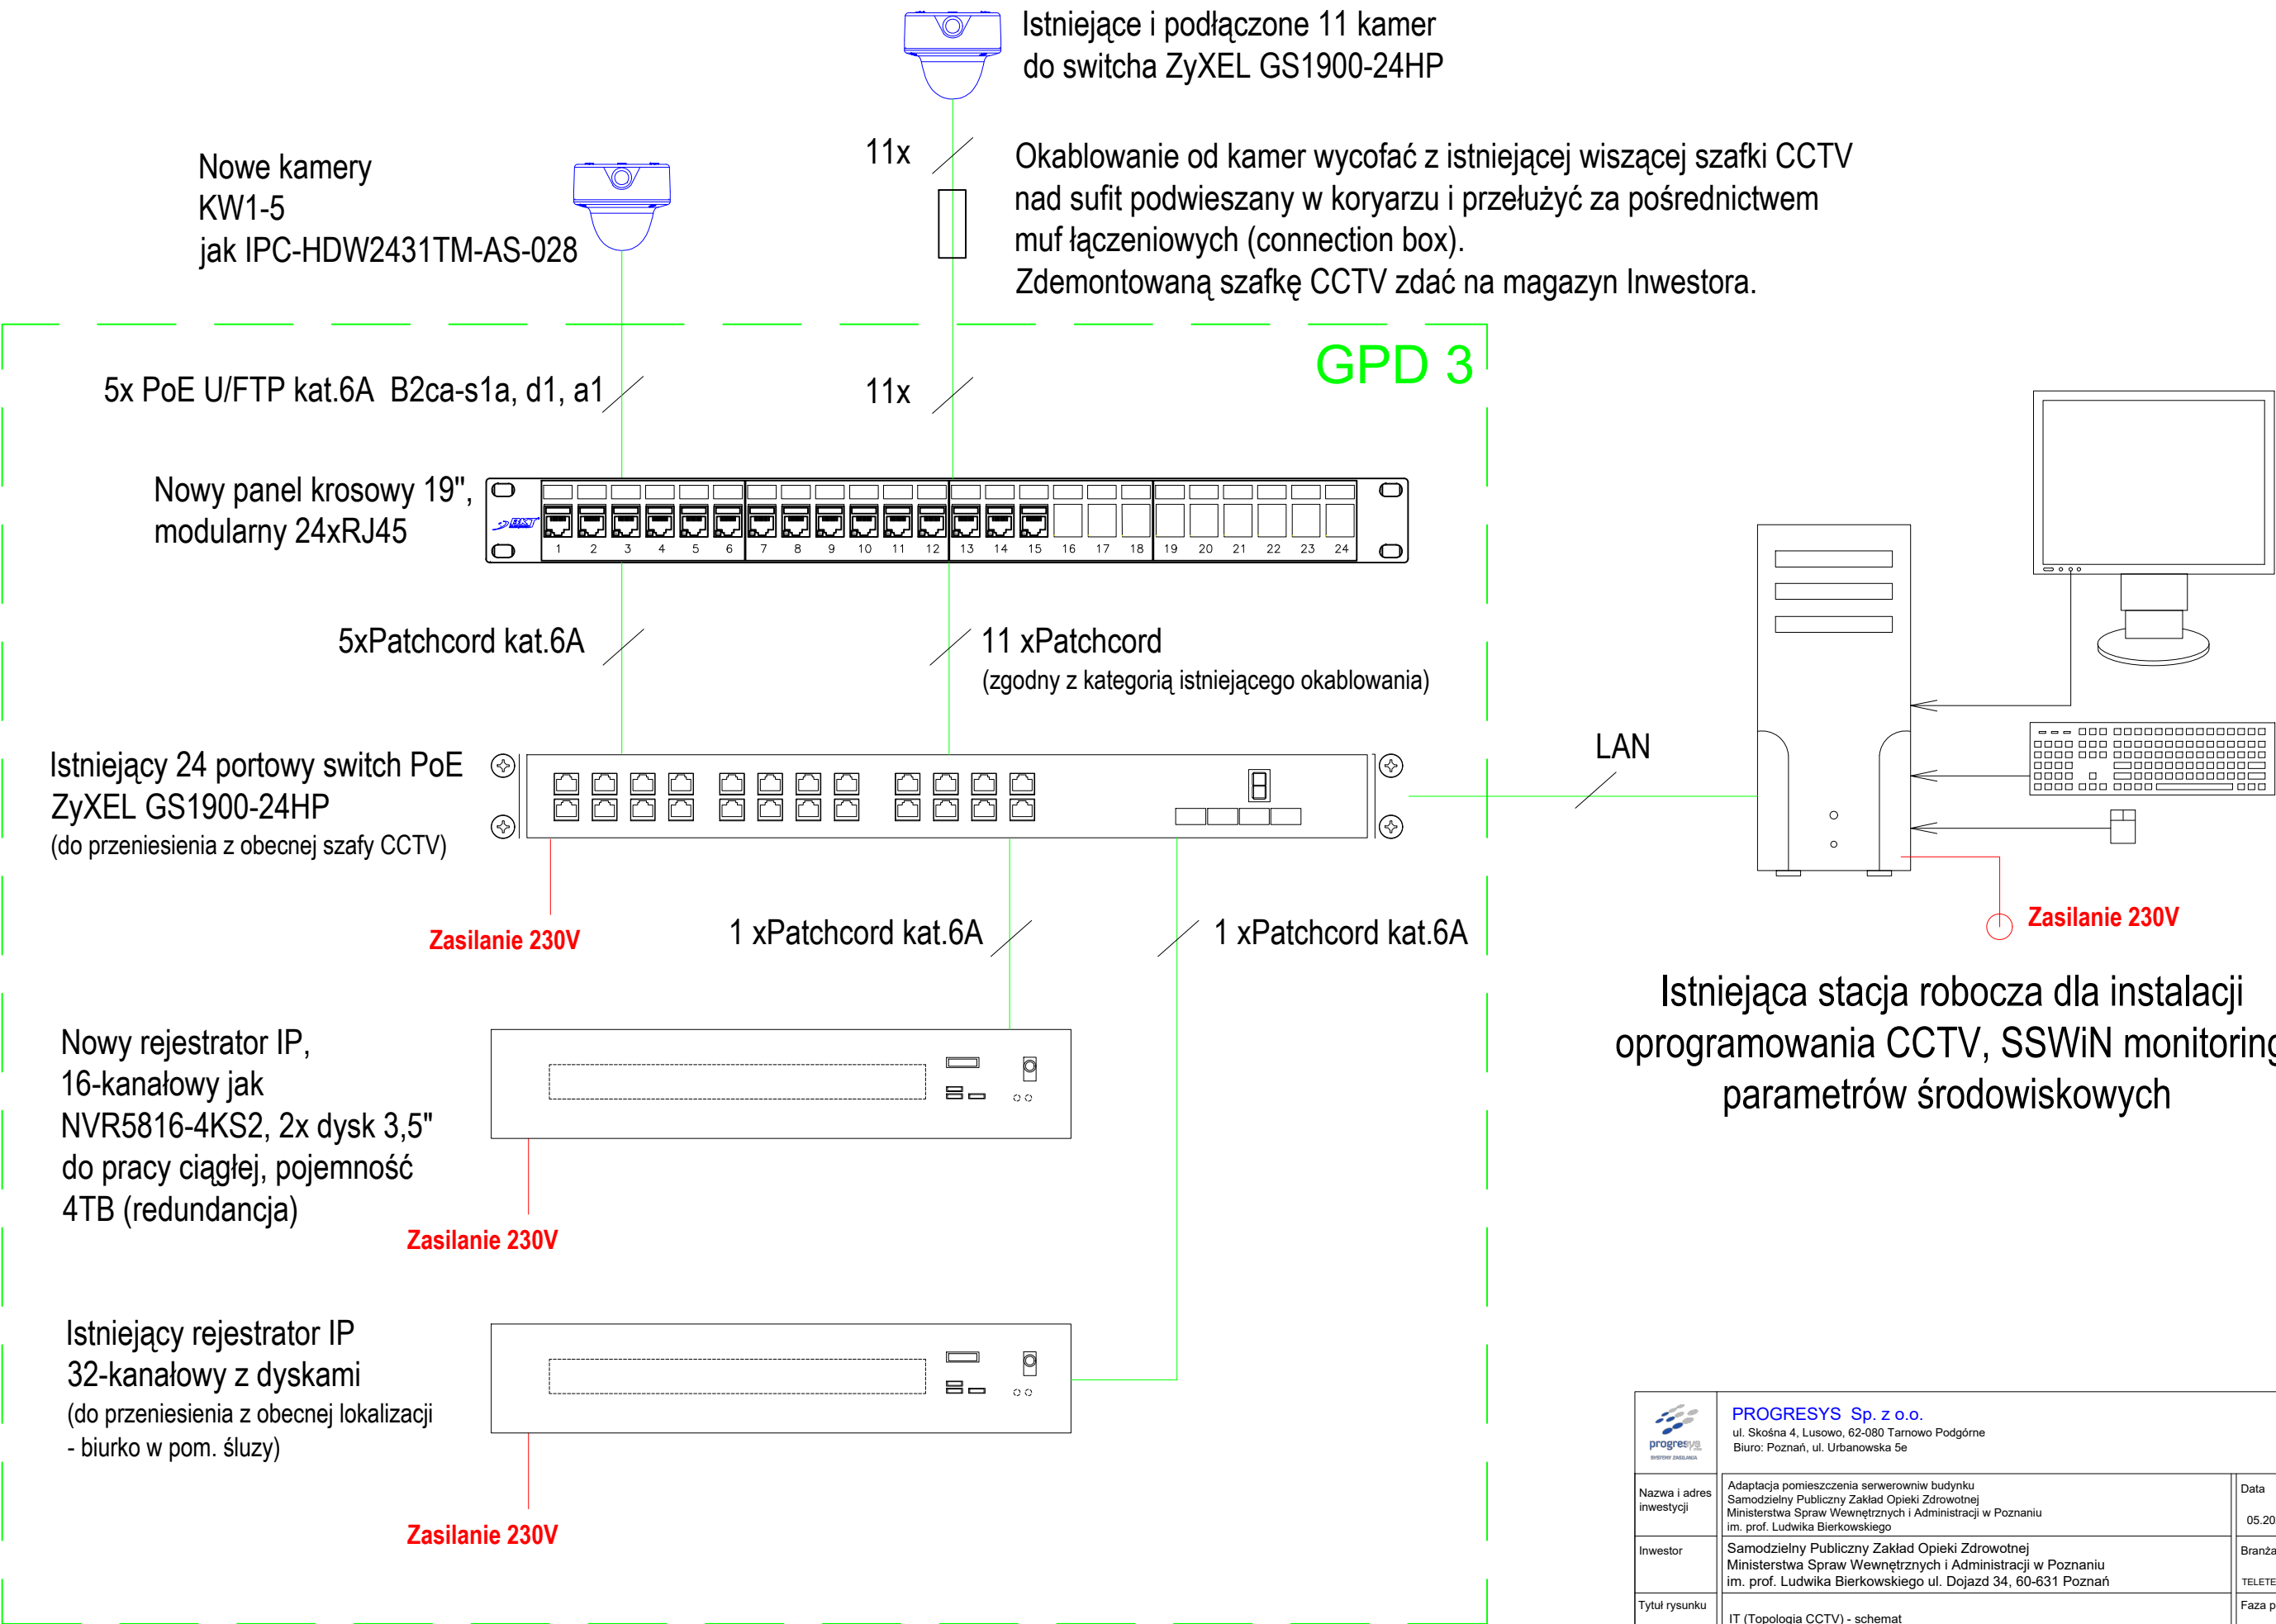 Istniejące i podłączone 11 kamer
do switcha ZyXEL GS1900-24HP
11x
Okablowanie od kamer wycofać z istniejącej wiszącej szafki CCTV
nad sufit podwieszany w koryarzu i przełużyć za pośrednictwem
muf łączeniowych (connection box).
Zdemontowaną szafkę CCTV zdać na magazyn Inwestora.
Nowe kamery
KW1-5
jak IPC-HDW2431TM-AS-028
GPD 3
5x PoE U/FTP kat.6A B2ca-s1a, d1, a1
11x
Nowy panel krosowy 19",
modularny 24xRJ45
1 2 3 4 5 6 7 8 9 10 11 12 13 14 15 16 17 18 19 20 21 22 23 24
5xPatchcord kat.6A
11 xPatchcord
(zgodny z kategorią istniejącego okablowania)
Istniejący 24 portowy switch PoE
ZyXEL GS1900-24HP
(do przeniesienia z obecnej szafy CCTV)
LAN
Zasilanie 230V
1 xPatchcord kat.6A
1 xPatchcord kat.6A
Zasilanie 230V
Istniejąca stacja robocza dla instalacji
oprogramowania CCTV, SSWiN monitoring
parametrów środowiskowych
Nowy rejestrator IP,
16-kanałowy jak
NVR5816-4KS2, 2x dysk 3,5"
do pracy ciągłej, pojemność
4TB (redundancja)
Zasilanie 230V
Istniejący rejestrator IP
32-kanałowy z dyskami
(do przeniesienia z obecnej lokalizacji
- biurko w pom. śluzy)
Zasilanie 230V
progresys
SYSTEMY ZASILANIA
PROGRESYS Sp. z o.o.
ul. Skośna 4, Lusowo, 62-080 Tarnowo Podgórne
Biuro: Poznań, ul. Urbanowska 5e
Nazwa i adres
inwestycji
Adaptacja pomieszczenia serwerowniw budynku
Samodzielny Publiczny Zakład Opieki Zdrowotnej
Ministerstwa Spraw Wewnętrznych i Administracji w Poznaniu
im. prof. Ludwika Bierkowskiego
Data
05.20
Inwestor
Samodzielny Publiczny Zakład Opieki Zdrowotnej
Ministerstwa Spraw Wewnętrznych i Administracji w Poznaniu
im. prof. Ludwika Bierkowskiego ul. Dojazd 34, 60-631 Poznań
Branża
TELETE
Tytuł rysunku
IT (Topologia CCTV) - schemat
Faza p